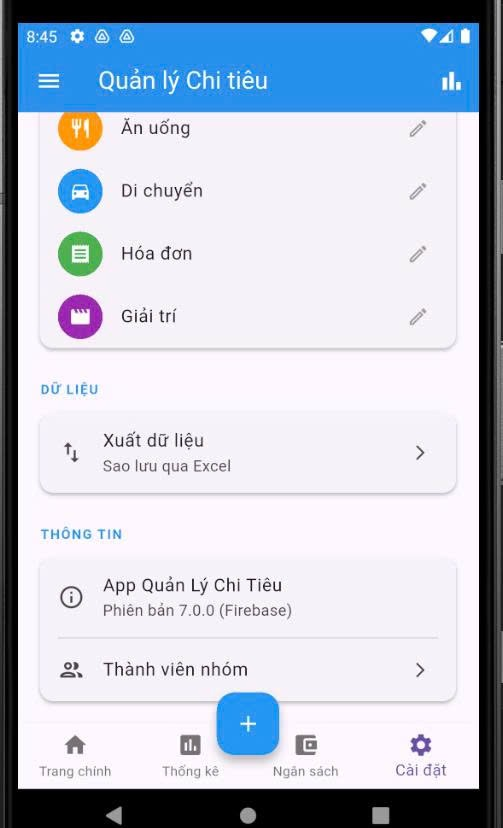 8:45
Quản lý Chi tiêu
Ăn uống
Di chuyển
Hóa đơn
Giải trí
DỮ LIỆU
Xuất dữ liệu
Sao lưu qua Excel
THÔNG TIN
App Quản Lý Chi Tiêu
Phiên bản 7.0.0 (Firebase)
Thành viên nhóm
Trang chính
Thống kê
Ngân sách
Cài đặt